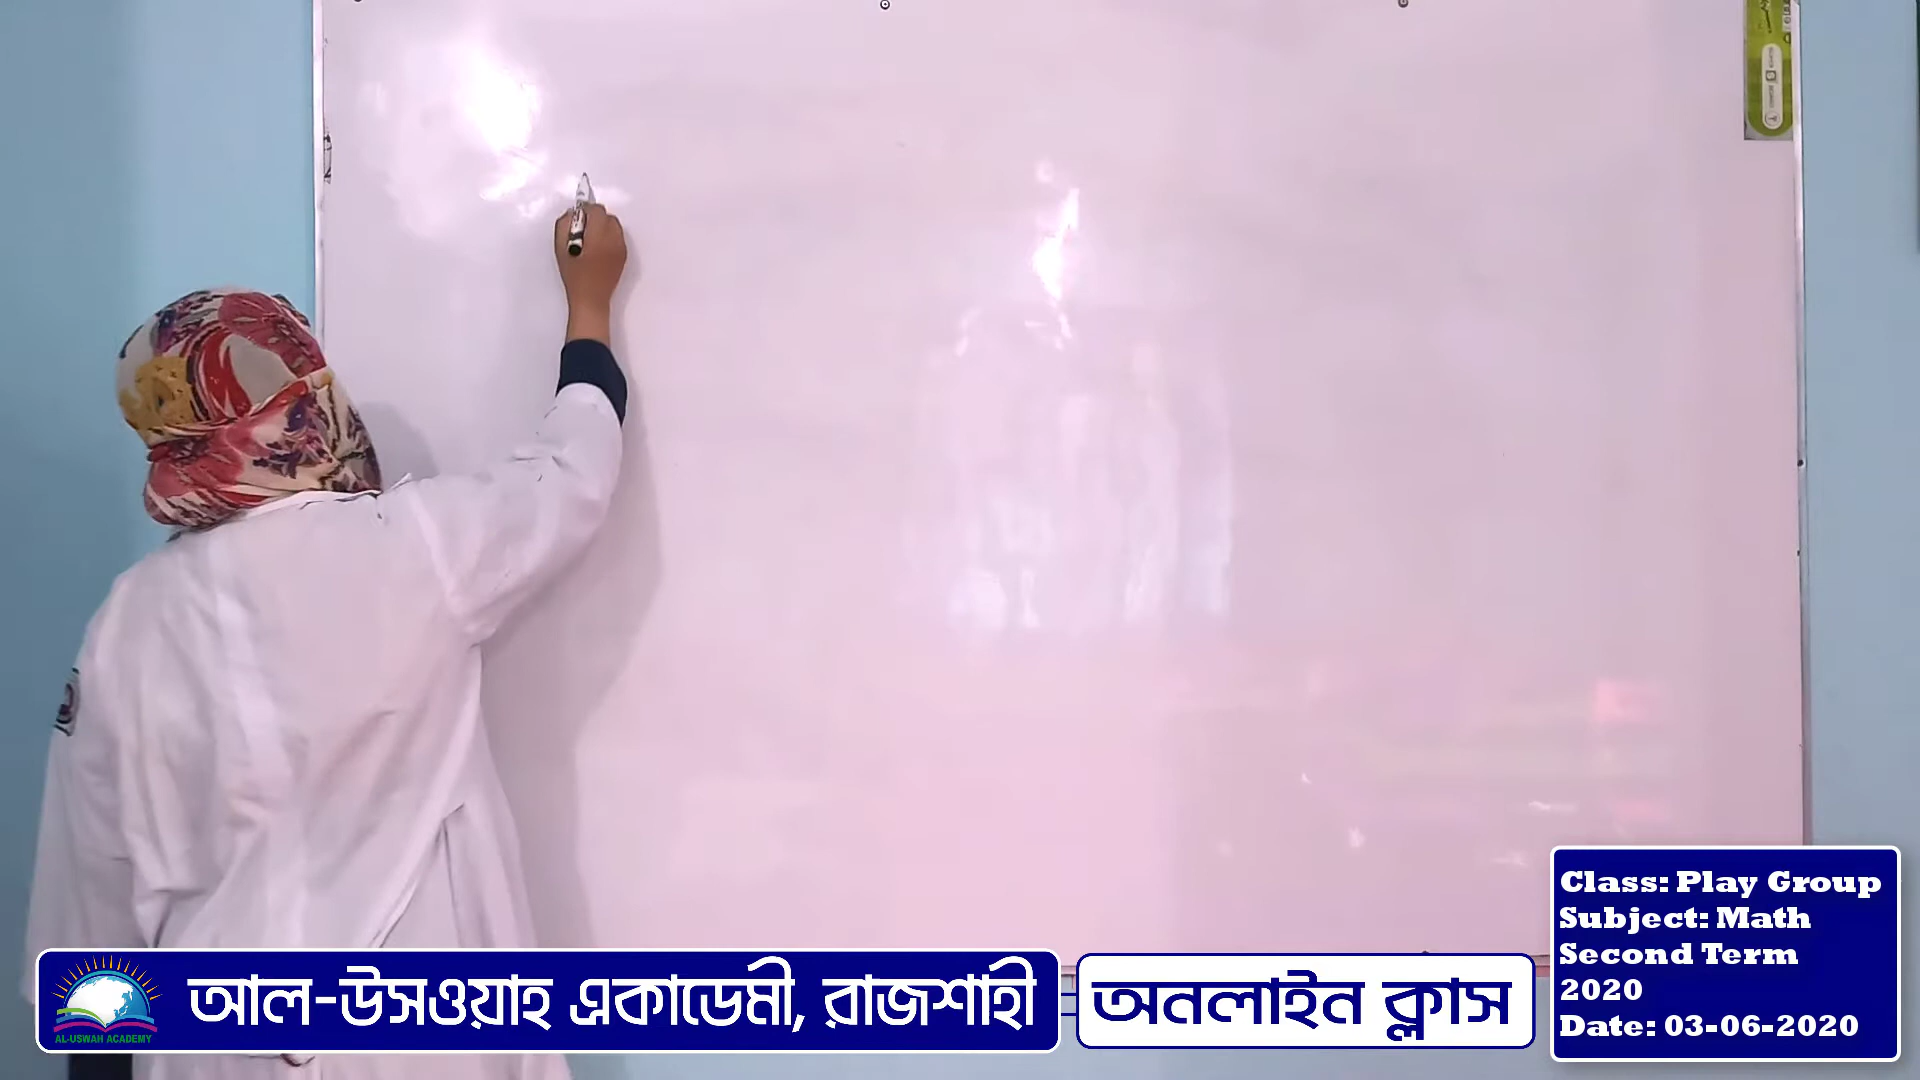 আল-উসওয়াহ একাডেমী, রাজশাহী
অনলাইন ক্লাস
AL-USWAH ACADEMY
Class: Play Group
Subject: Math
Second Term
2020
Date: 03-06-2020